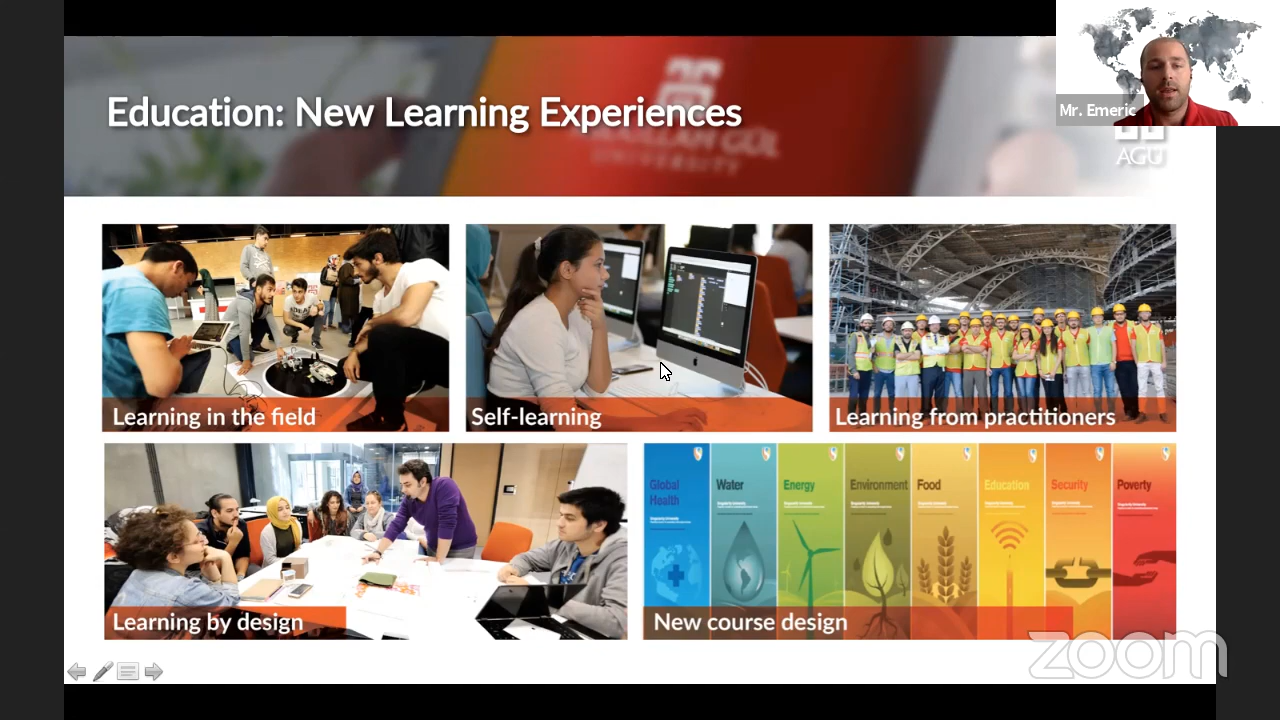 Education: New Learning Experiences
UNIVERSITY
Mr. Emeric
AGU
Learning in the field
Self-learning
Learning from practitioners
Learning by design
Global Health
Water
Energy
Environment
Food
Education
Security
Poverty
New course design
zoom